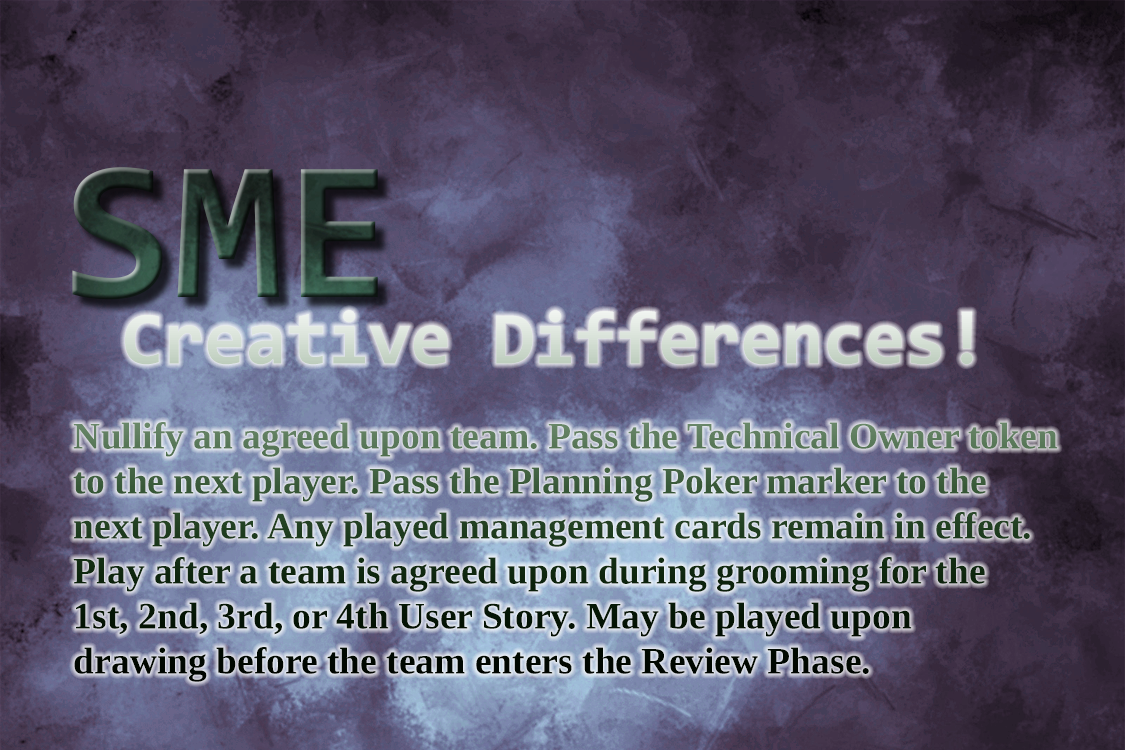 SME
Creative Differences!
Nullify an agreed upon team. Pass the Technical Owner token
to the next player. Pass the Planning Poker marker to the
next player. Any played management cards remain in effect.
Play after a team is agreed upon during grooming for the
1st, 2nd, 3rd, or 4th User Story. May be played upon
drawing before the team enters the Review Phase.